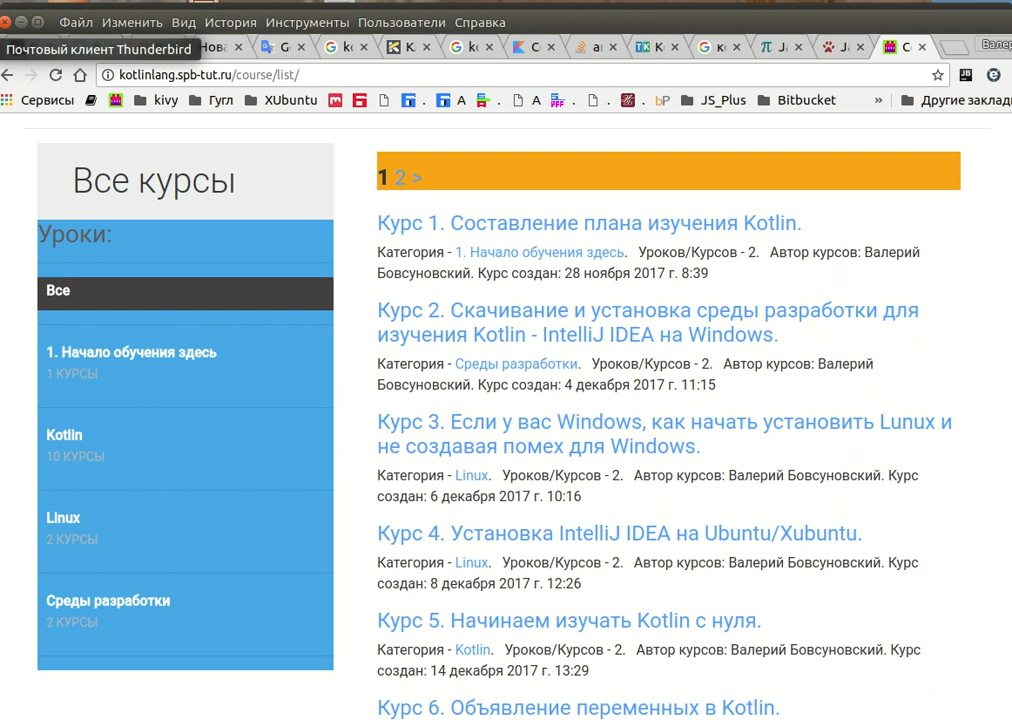 Файл Изменить Вид История Инструменты Пользователи Справка
Почтовый клиент Thunderbird
kotlinlang.spb-tut.ru/course/list/
Сервисы kivy Гугл XUbuntu . A . A . . . bP JS_Plus Bitbucket » Другие заклад
Все курсы
Уроки:
Все
1. Начало обучения здесь
1 КУРСЫ
Kotlin
10 КУРСЫ
Linux
2 КУРСЫ
Среды разработки
2 КУРСЫ
1 2 >
Курс 1. Составление плана изучения Kotlin.
Категория - 1. Начало обучения здесь. Уроков/Курсов - 2. Автор курсов: Валерий
Бовсуновский. Курс создан: 28 ноября 2017 г. 8:39
Курс 2. Скачивание и установка среды разработки для
изучения Kotlin - IntelliJ IDEA на Windows.
Категория - Среды разработки. Уроков/Курсов - 2. Автор курсов: Валерий
Бовсуновский. Курс создан: 4 декабря 2017 г. 11:15
Курс 3. Если у вас Windows, как начать установить Lunux и
не создавая помех для Windows.
Категория - Linux. Уроков/Курсов - 2. Автор курсов: Валерий Бовсуновский. Курс
создан: 6 декабря 2017 г. 10:16
Курс 4. Установка IntelliJ IDEA на Ubuntu/Xubuntu.
Категория - Linux. Уроков/Курсов - 2. Автор курсов: Валерий Бовсуновский. Курс
создан: 8 декабря 2017 г. 12:26
Курс 5. Начинаем изучать Kotlin с нуля.
Категория - Kotlin. Уроков/Курсов - 2. Автор курсов: Валерий Бовсуновский. Курс
создан: 14 декабря 2017 г. 13:29
Курс 6. Объявление переменных в Kotlin.